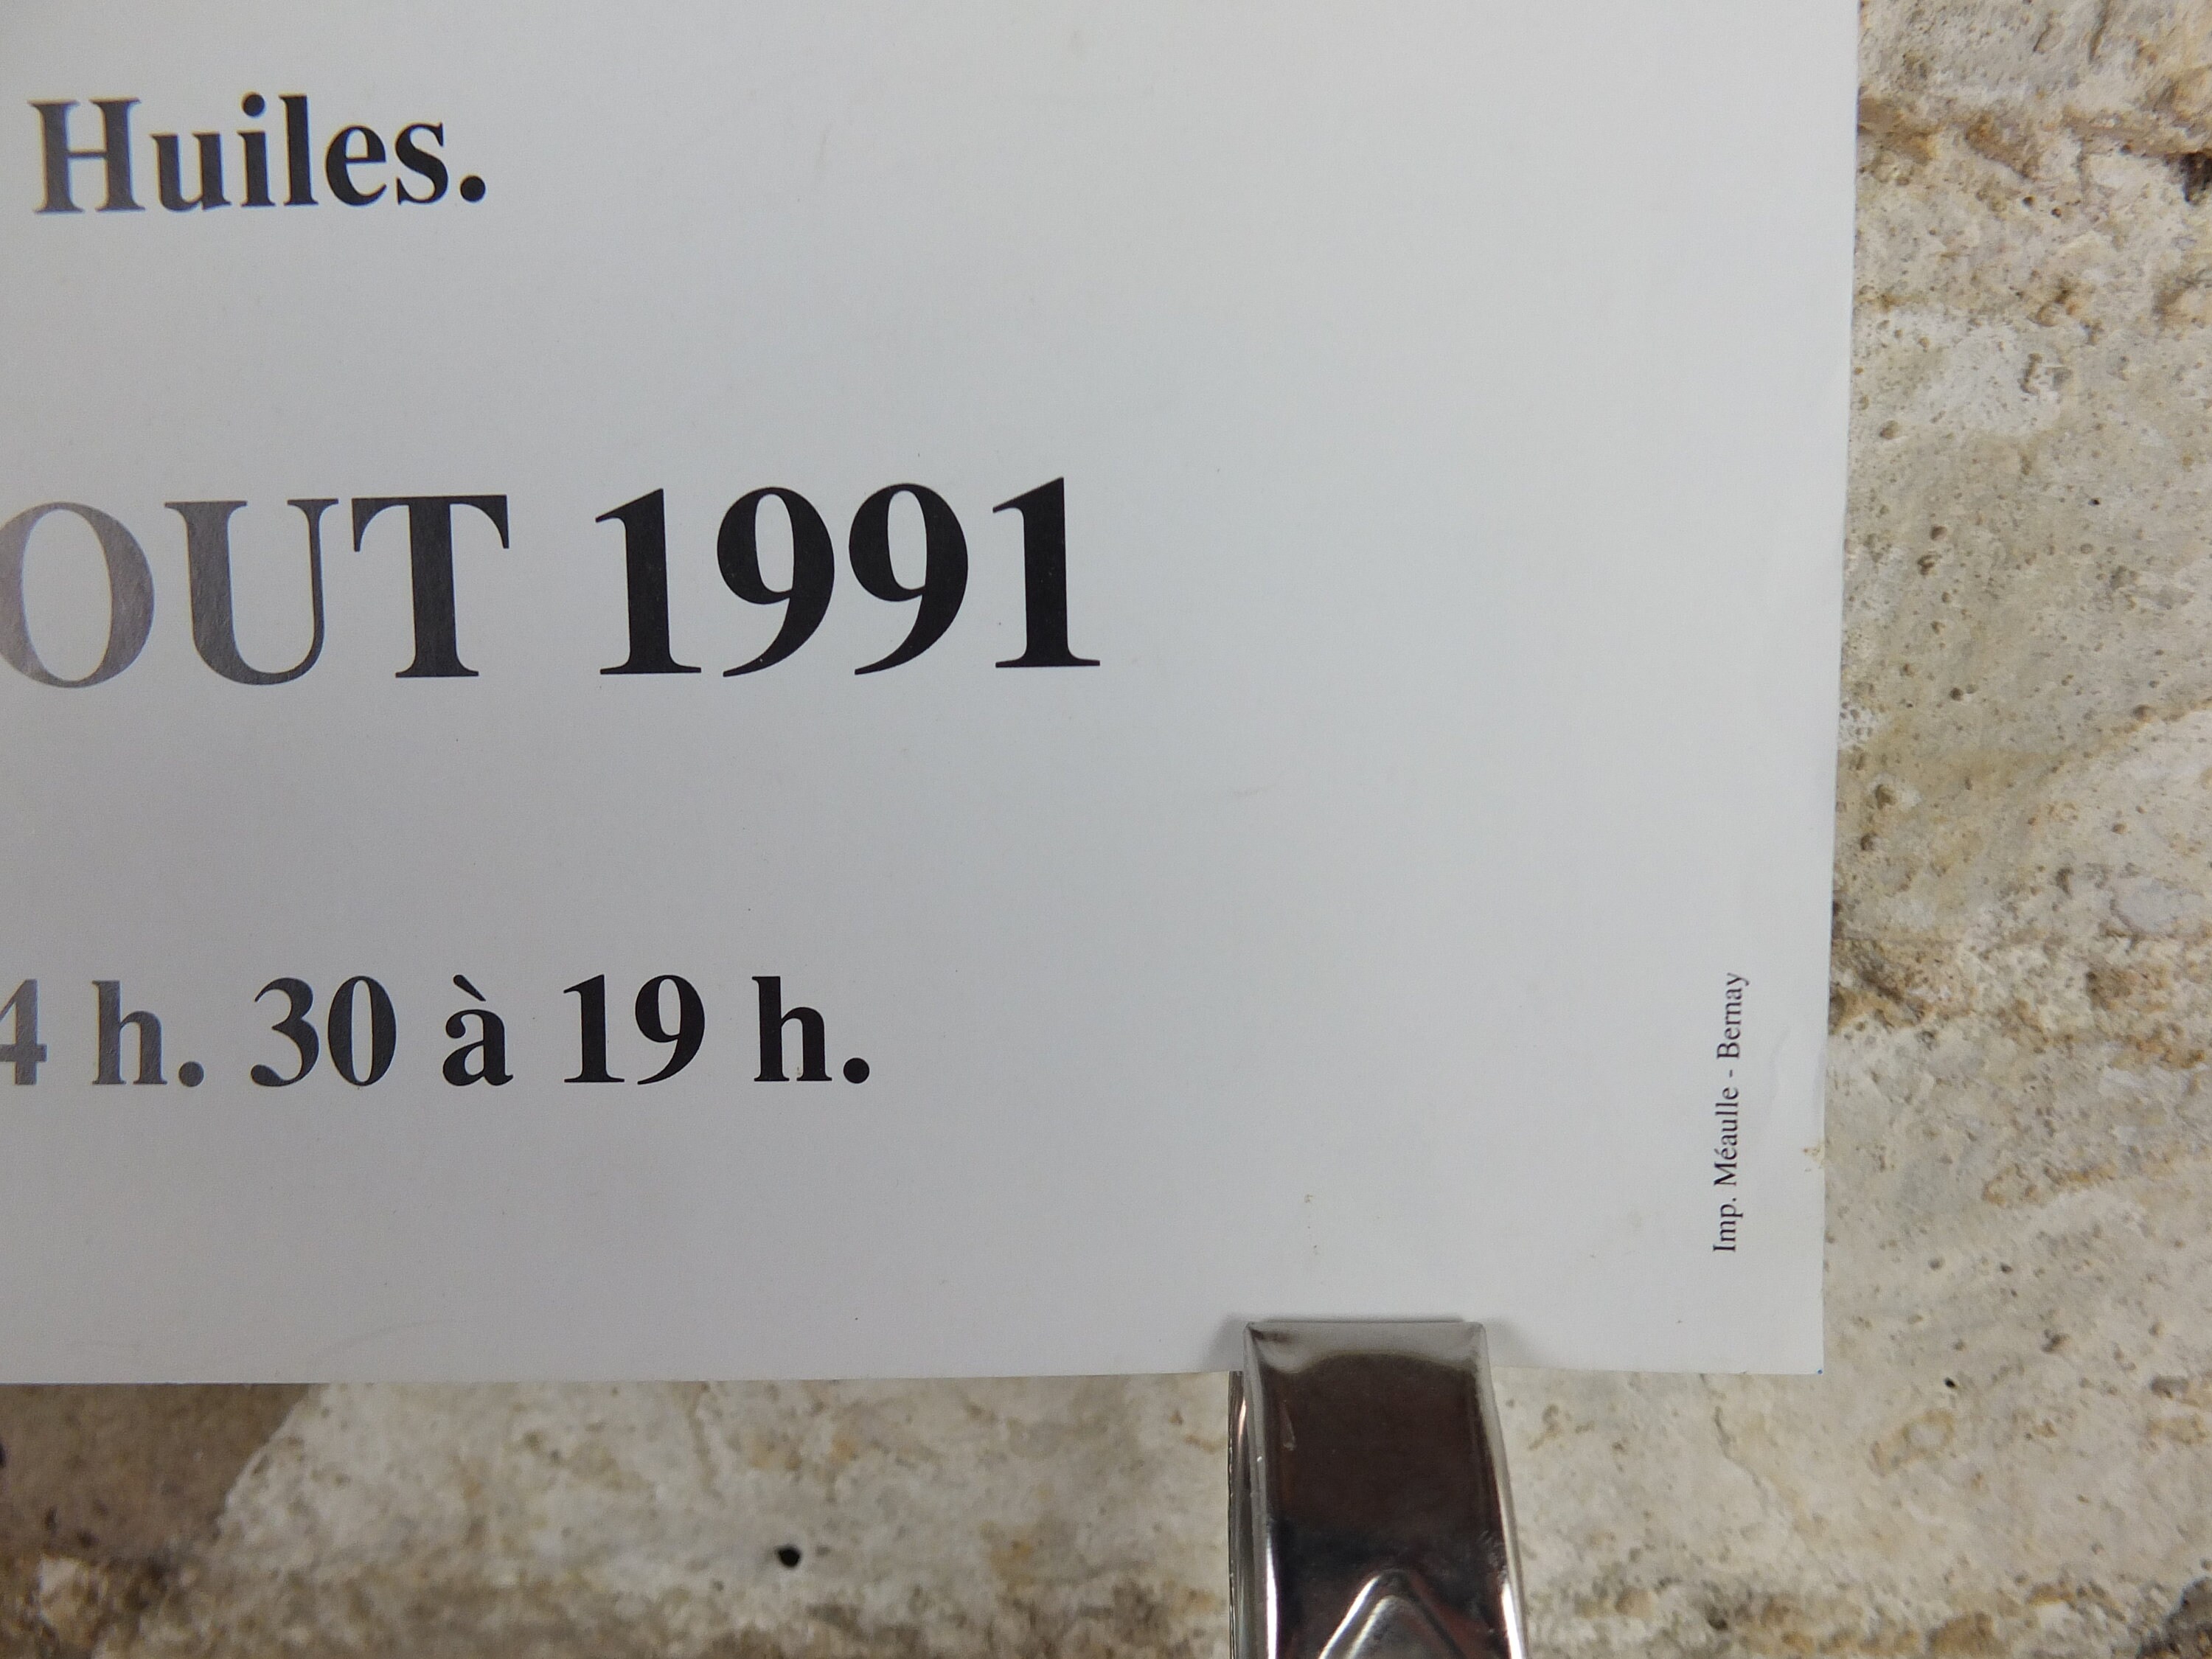 Huiles.
OUT 1991
4 h. 30 à 19 h.
Imp. Méaulle - Bernay